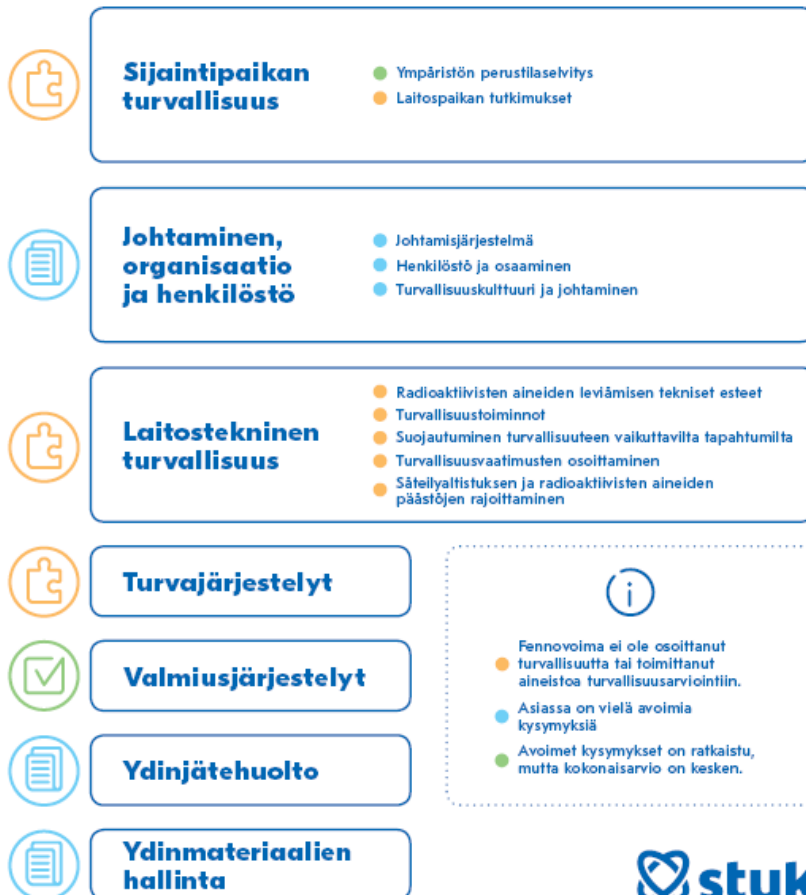 Sijaintipaikan
turvallisuus
Ympäristön perustilaselvitys
Laitospaikan tutkimukset
Johtaminen,
organisaatio
ja henkilöstö
Johtamisjärjestelmä
Henkilöstö ja osaaminen
Turvallisuuskulttuuri ja johtaminen
Laitostekninen
turvallisuus
Radioaktiivisten aineiden leviämisen tekniset esteet
Turvallisuustoiminnot
Suojautuminen turvallisuuteen vaikuttavilta tapahtumilta
Turvallisuusvaatimusten osoittaminen
Säteilyaltistuksen ja radioaktiivisten aineiden
päästöjen rajoittaminen
Turvajärjestelyt
Valmiusjärjestelyt
Ydinjätehuolto
Ydinmateriaalien
hallinta
i
Fennovoima ei ole osoittanut
turvallisuutta tai toimittanut
aineistoa turvallisuusarviointiin.
Asiassa on vielä avoimia
kysymyksiä
Avoimet kysymykset on ratkaistu,
mutta kokonaisarvio on kesken.
stuk